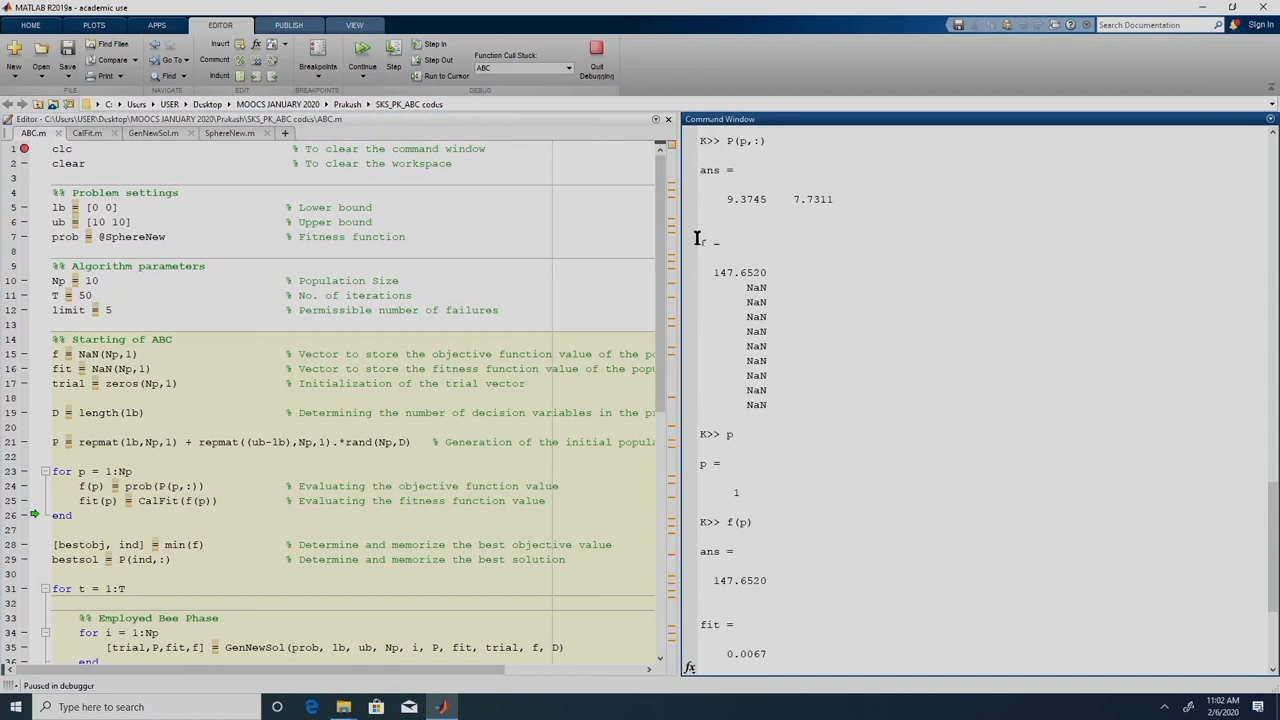 MATLAB R2019a - academic use
HOME PLOTS APPS EDITOR PUBLISH VIEW
Search Documentation Sign In
New Open Save Find Files Compare Print
Go To Find
Insert Comment Indent
Breakpoints Continue Step Step In Step Out Run to Cursor
Function Call Stack:
ABC
Quit Debugging
FILE NAVIGATE EDIT BREAKPOINTS DEBUG
C: Users USER Desktop MOOCS JANUARY 2020 Prakash SKS_PK_ABC codes
Editor - C:\Users\USER\Desktop\MOOCS JANUARY 2020\Prakash\SKS_PK_ABC codes\ABC.m
ABC.m CalFit.m GenNewSol.m SphereNew.m
1 clc % To clear the command window
2 clear % To clear the workspace
3
4 %% Problem settings
5 lb = [0 0] % Lower bound
6 ub = [10 10] % Upper bound
7 prob = @SphereNew % Fitness function
8
9 %% Algorithm parameters
10 Np = 10 % Population Size
11 T = 50 % No. of iterations
12 limit = 5 % Permissible number of failures
13
14 %% Starting of ABC
15 f = NaN(Np,1) % Vector to store the objective function value of the po
16 fit = NaN(Np,1) % Vector to store the fitness function value of the popu
17 trial = zeros(Np,1) % Initialization of the trial vector
18
19 D = length(lb) % Determining the number of decision variables in the pr
20
21 P = repmat(lb,Np,1) + repmat((ub-lb),Np,1).*rand(Np,D) % Generation of the initial popula
22
23 for p = 1:Np
24 f(p) = prob(P(p,:)) % Evaluating the objective function value
25 fit(p) = CalFit(f(p)) % Evaluating the fitness function value
26 end
27
28 [bestobj, ind] = min(f) % Determine and memorize the best objective value
29 bestsol = P(ind,:) % Determine and memorize the best solution
30
31 for t = 1:T
32
33 %% Employed Bee Phase
34 for i = 1:Np
35 [trial,P,fit,f] = GenNewSol(prob, lb, ub, Np, i, P, fit, trial, f, D)
36 end
Command Window
K>> P(p,:)
ans =
9.3745 7.7311
f =
147.6520
NaN
NaN
NaN
NaN
NaN
NaN
NaN
NaN
NaN
K>> p
p =
1
K>> f(p)
ans =
147.6520
fit =
0.0067
fx
Paused in debugger
Type here to search
11:02 AM
2/6/2020